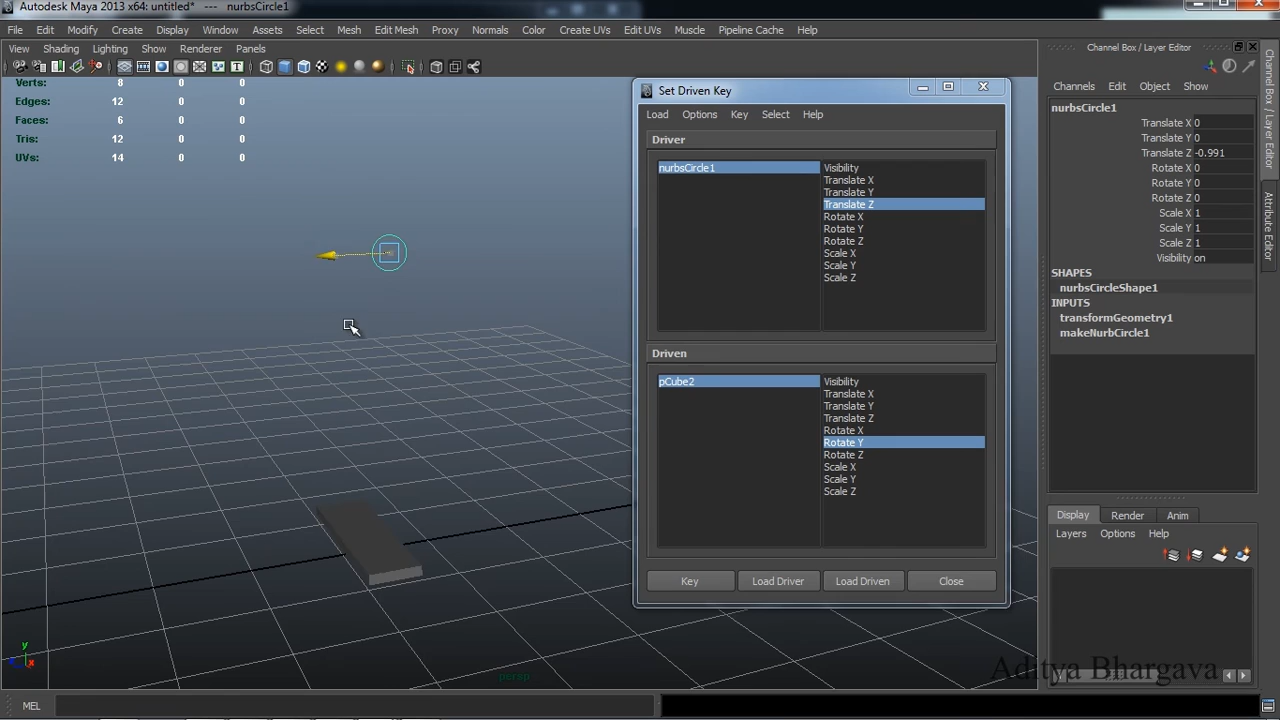 Autodesk Maya 2013 x64: untitled* --- nurbsCircle1
File Edit Modify Create Display Window Assets Select Mesh Edit Mesh Proxy Normals Color Create UVs Edit UVs Muscle Pipeline Cache Help
View Shading Lighting Show Renderer Panels
Verts: 8 0 0
Edges: 12 0 0
Faces: 6 0 0
Tris: 12 0 0
UVs: 14 0 0
y
x
persp
Set Driven Key
Load Options Key Select Help
Driver
nurbsCircle1
Visibility
Translate X
Translate Y
Translate Z
Rotate X
Rotate Y
Rotate Z
Scale X
Scale Y
Scale Z
Driven
pCube2
Visibility
Translate X
Translate Y
Translate Z
Rotate X
Rotate Y
Rotate Z
Scale X
Scale Y
Scale Z
Key Load Driver Load Driven Close
Channel Box / Layer Editor
Channels Edit Object Show
nurbsCircle1
Translate X 0
Translate Y 0
Translate Z -0.991
Rotate X 0
Rotate Y 0
Rotate Z 0
Scale X 1
Scale Y 1
Scale Z 1
Visibility on
SHAPES
nurbsCircleShape1
INPUTS
transformGeometry1
makeNurbCircle1
Display Render Anim
Layers Options Help
Channel Box / Layer Editor
Attribute Editor
Aditya Bhargava
MEL